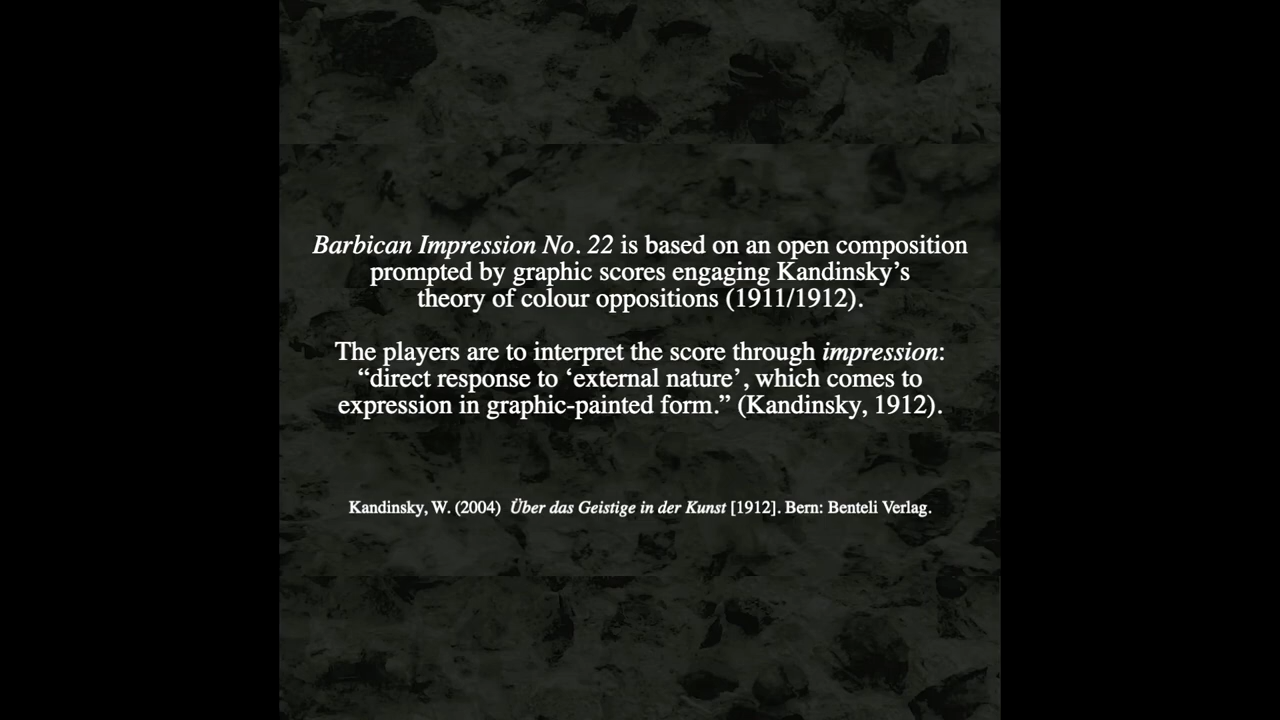 Barbican Impression No. 22 is based on an open composition
prompted by graphic scores engaging Kandinsky’s
theory of colour oppositions (1911/1912).
The players are to interpret the score through impression:
“direct response to ‘external nature’, which comes to
expression in graphic-painted form.” (Kandinsky, 1912).
Kandinsky, W. (2004) Über das Geistige in der Kunst [1912]. Bern: Benteli Verlag.